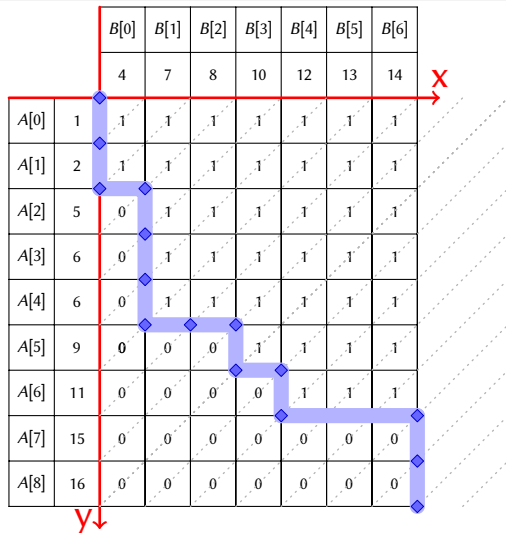 B[0] B[1] B[2] B[3] B[4] B[5] B[6]
4 7 8 10 12 13 14
x
A[0] 1 1 1 1 1 1 1 1
A[1] 2 1 1 1 1 1 1 1
A[2] 5 0 1 1 1 1 1 1
A[3] 6 0 1 1 1 1 1 1
A[4] 6 0 1 1 1 1 1 1
A[5] 9 0 0 0 1 1 1 1
A[6] 11 0 0 0 0 1 1 1
A[7] 15 0 0 0 0 0 0 0
A[8] 16 0 0 0 0 0 0 0
y